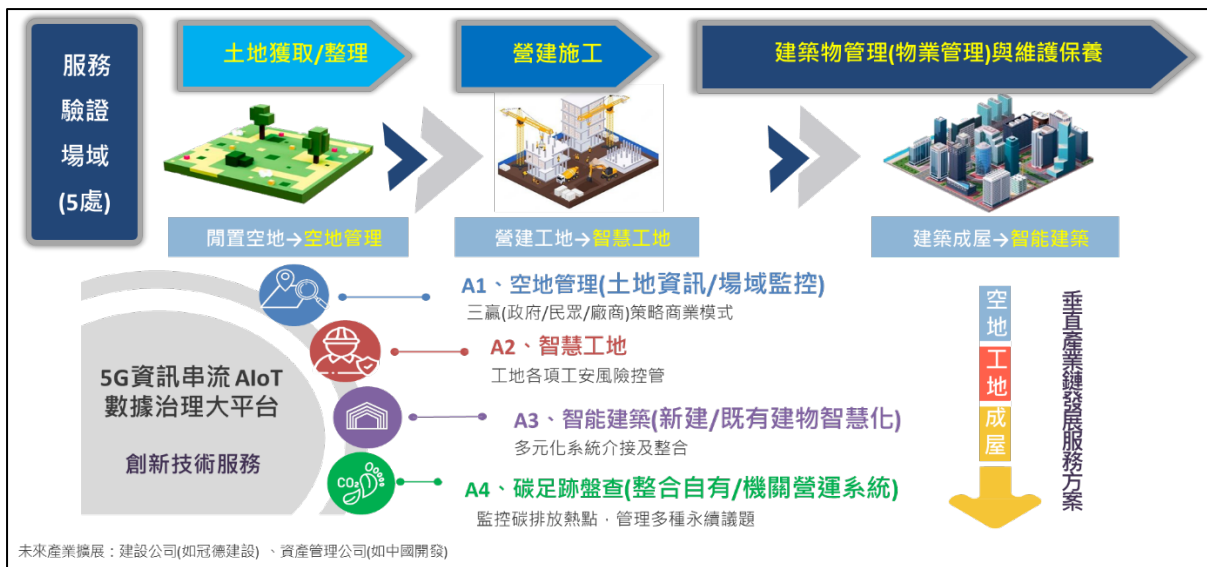 服務
驗證
場域
(5處)
土地獲取/整理
營建施工
建築物管理(物業管理)與維護保養
閒置空地→空地管理
營建工地→智慧工地
建築成屋→智能建築
A1、空地管理(土地資訊/場域監控)
三贏(政府/民眾/廠商)策略商業模式
A2、智慧工地
工地各項工安風險控管
A3、智能建築(新建/既有建物智慧化)
多元化系統介接及整合
A4、碳足跡盤查(整合自有/機關營運系統)
監控碳排放熱點，管理多種永續議題
5G資訊串流 AIoT
數據治理大平台
創新技術服務
CO₂
空地
工地
成屋
垂直產業鏈發展服務方案
未來產業擴展：建設公司(如冠德建設) 、資產管理公司(如中國開發)